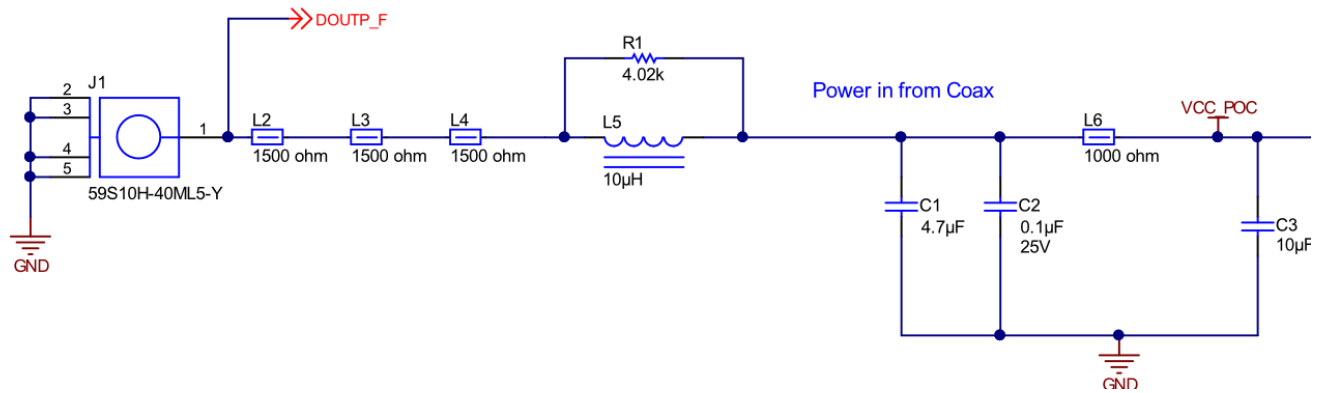 DOUTP_F
R1
4.02k
J1
2
3
4
5
1
59S10H-40ML5-Y
GND
L2
1500 ohm
L3
1500 ohm
L4
1500 ohm
L5
10µH
Power in from Coax
C1
4.7µF
C2
0.1µF
25V
L6
1000 ohm
VCC_POC
C3
10µF
GND